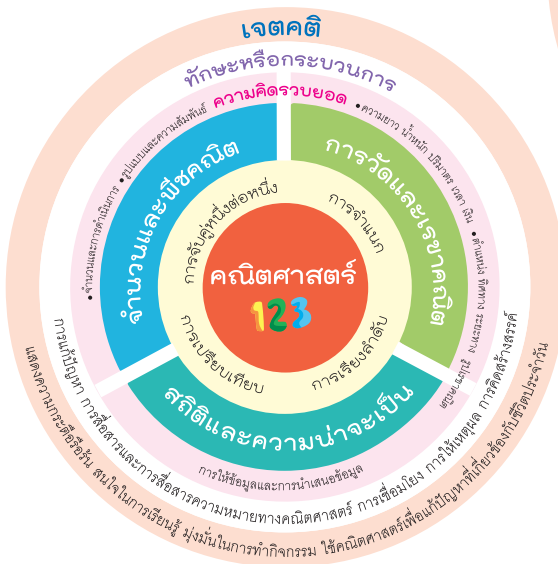 เจตคติ
ทักษะหรือกระบวนการ
ความคิดรวบยอด
•จำนวนและการดำเนินการ •รูปแบบและความสัมพันธ์
•ความยาว น้ำหนัก ปริมาตร เวลา เงิน •ตำแหน่ง ทิศทาง ระยะทาง รูปเรขาคณิต
จำนวนและพีชคณิต
การวัดและเรขาคณิต
การจับคู่หนึ่งต่อหนึ่ง
การจำแนก
คณิตศาสตร์
123
การเปรียบเทียบ
การเรียงลำดับ
สถิติและความน่าจะเป็น
การให้ข้อมูลและการนำเสนอข้อมูล
การแก้ปัญหา การสื่อสารและการสื่อสารความหมายทางคณิตศาสตร์ การเชื่อมโยง การให้เหตุผล การคิดสร้างสรรค์
แสดงความกระตือรือร้น สนใจในการเรียนรู้ มุ่งมั่นในการทำกิจกรรม ใช้คณิตศาสตร์เพื่อแก้ปัญหาที่เกี่ยวข้องกับชีวิตประจำวัน